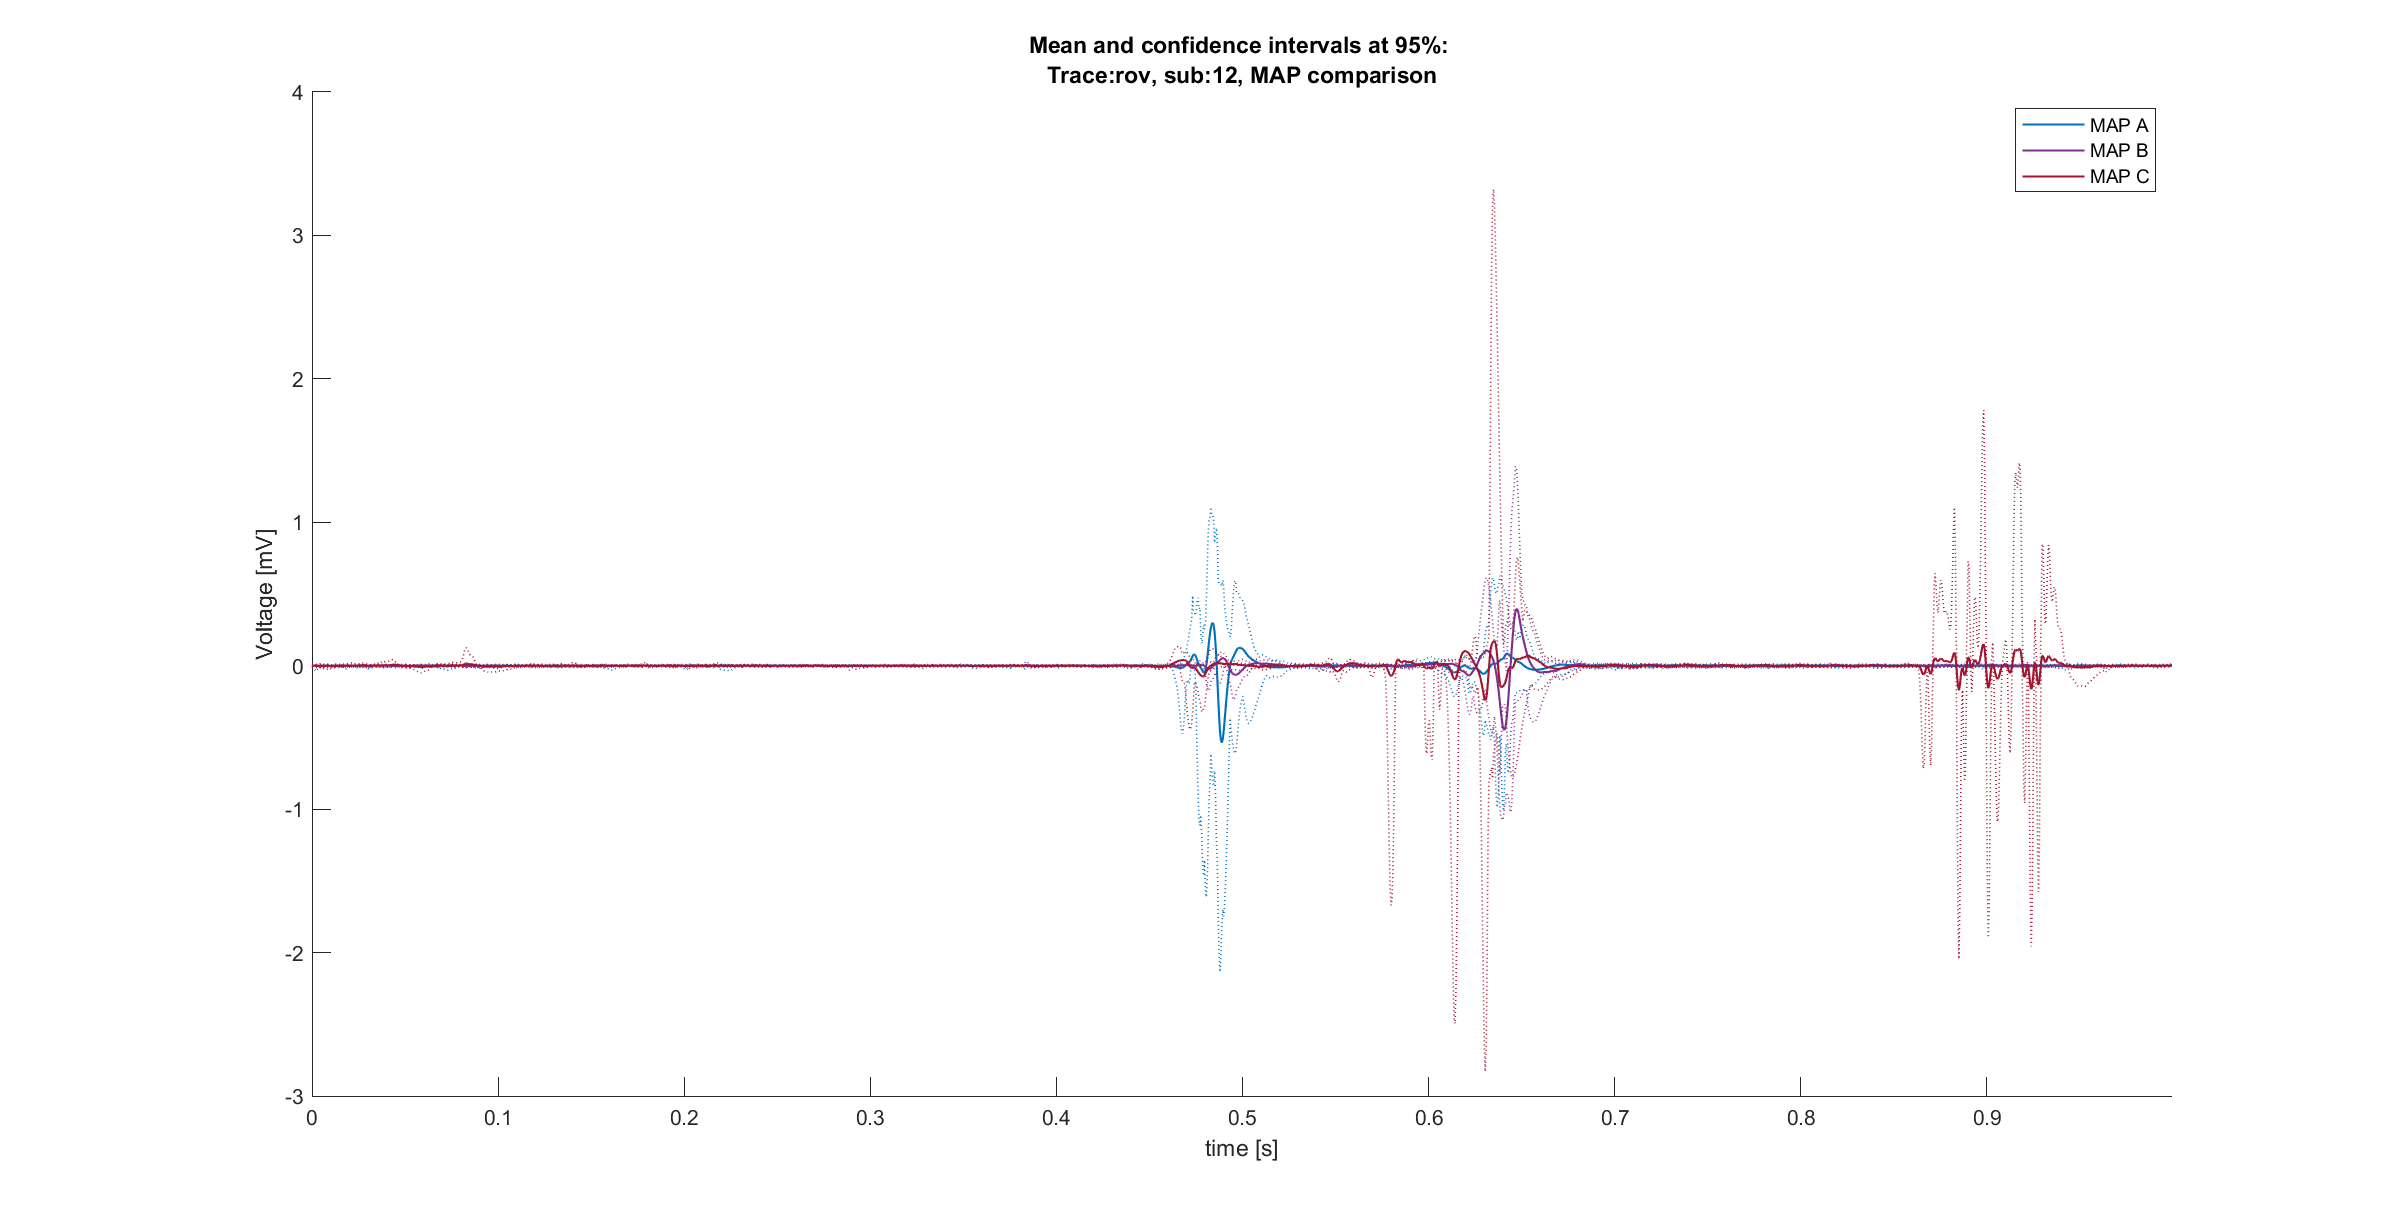 Mean and confidence intervals at 95%:
Trace:rov, sub:12, MAP comparison
MAP A
MAP B
MAP C
Voltage [mV]
4
3
2
1
0
-1
-2
-3
0
0.1
0.2
0.3
0.4
0.5
0.6
0.7
0.8
0.9
time [s]